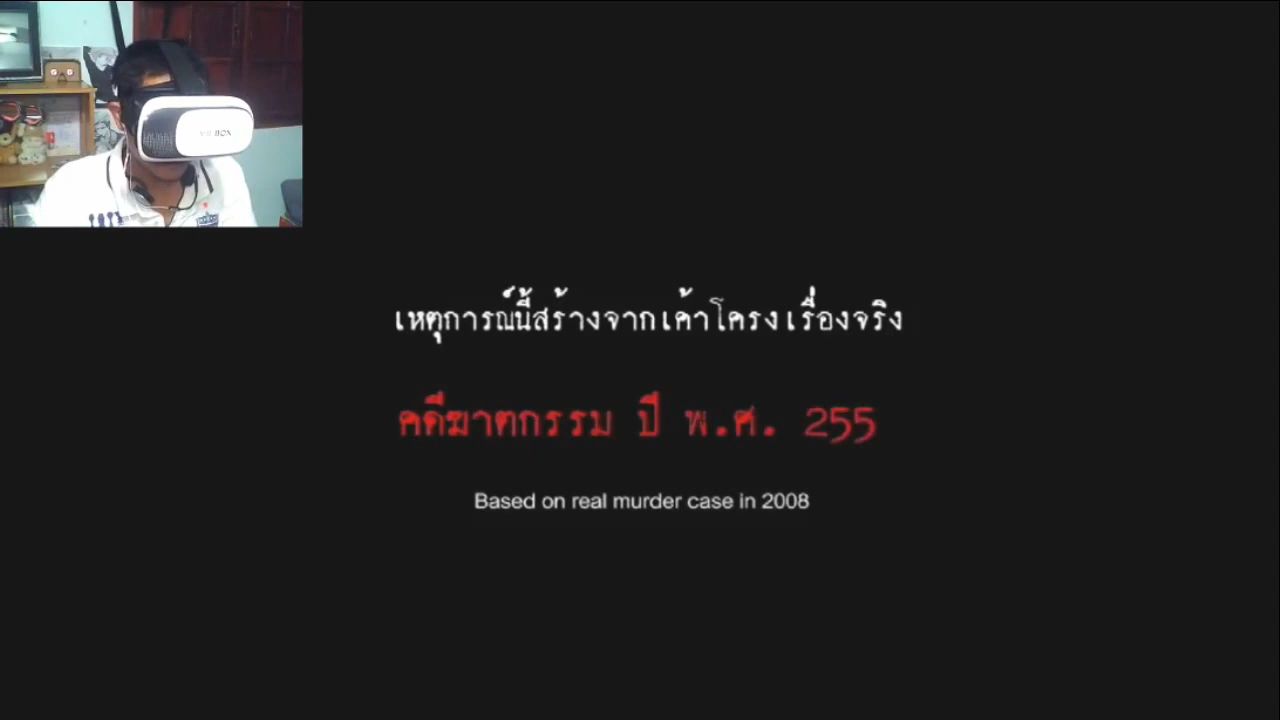 VR BOX
เหตุการณ์นี้สร้างจากเค้าโครงเรื่องจริง
คดีฆาตกรรม ปี พ.ศ. 255
Based on real murder case in 2008